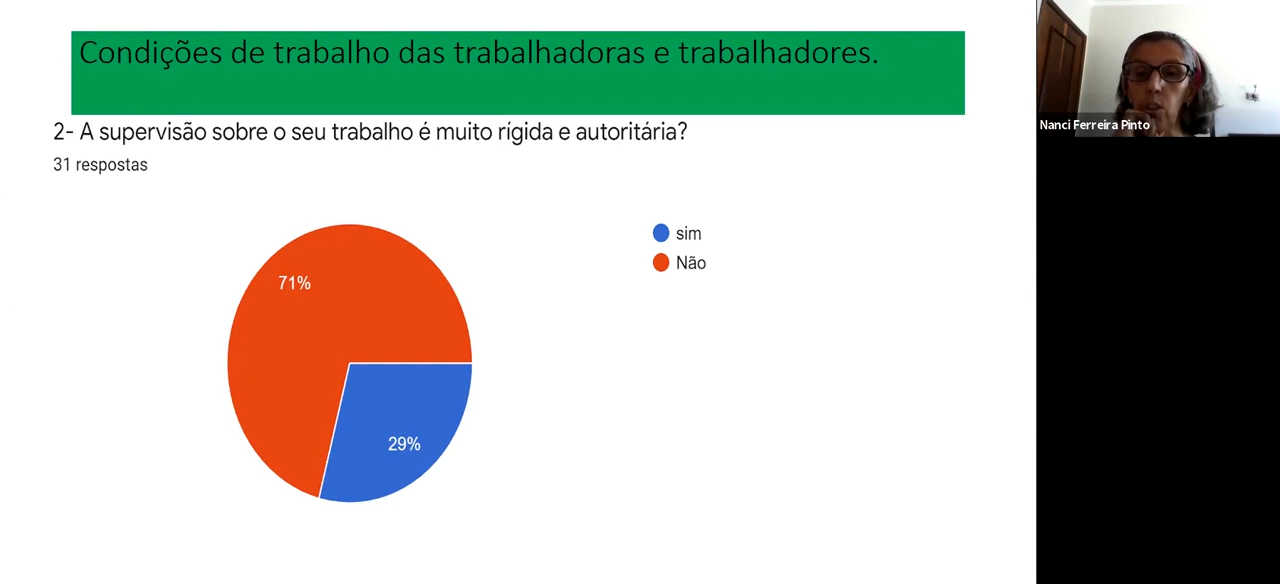 Condições de trabalho das trabalhadoras e trabalhadores.
2- A supervisão sobre o seu trabalho é muito rígida e autoritária?
31 respostas
sim
Não
71%
29%
Nanci Ferreira Pinto